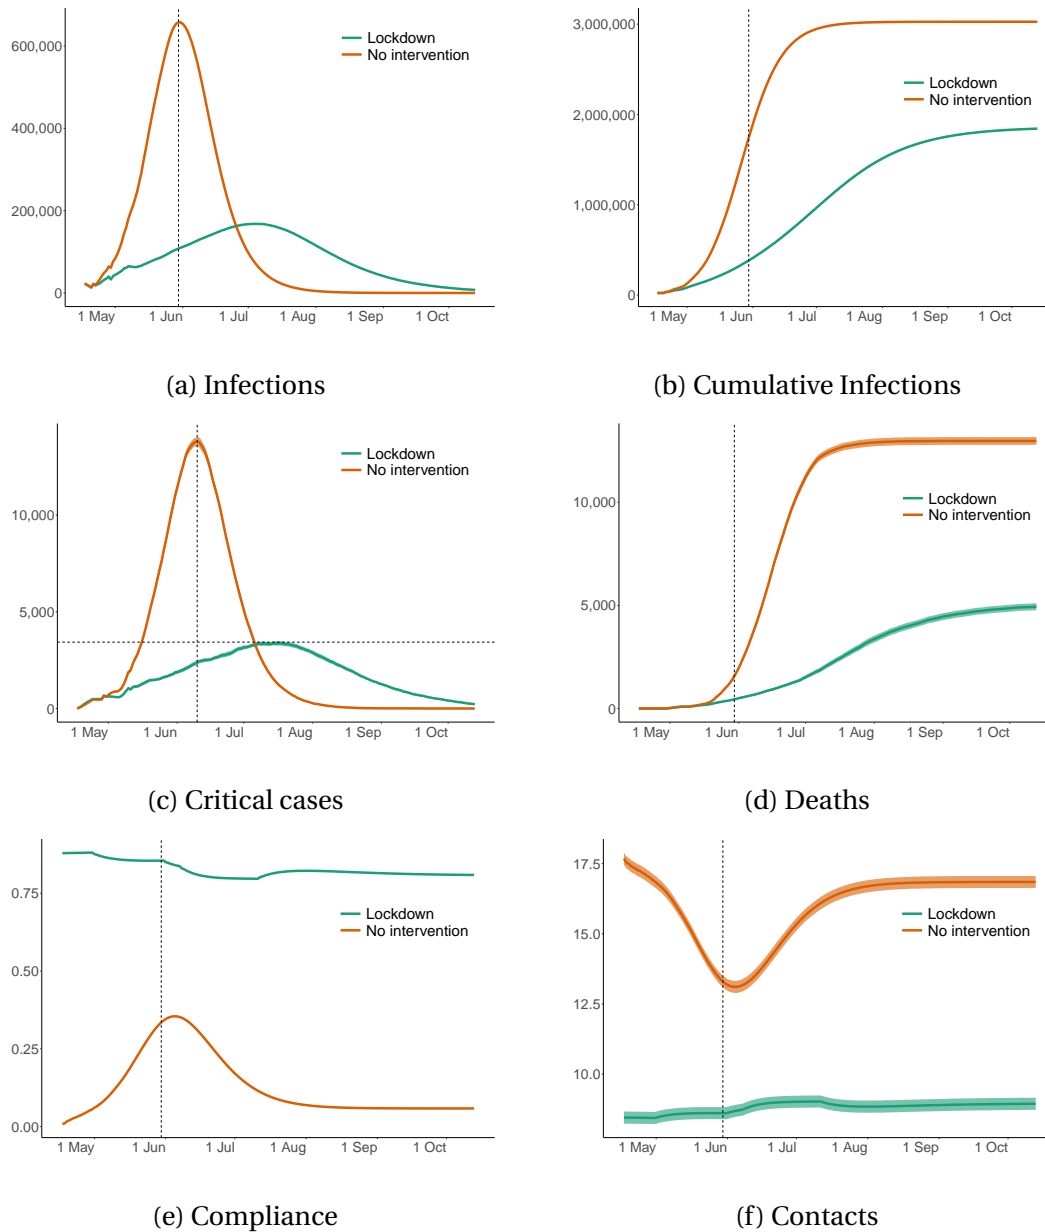 600,000
400,000
200,000
0
Lockdown
No intervention
1 May 1 Jun 1 Jul 1 Aug 1 Sep 1 Oct
(a) Infections
3,000,000
2,000,000
1,000,000
0
Lockdown
No intervention
1 May 1 Jun 1 Jul 1 Aug 1 Sep 1 Oct
(b) Cumulative Infections
10,000
5,000
0
Lockdown
No intervention
1 May 1 Jun 1 Jul 1 Aug 1 Sep 1 Oct
(c) Critical cases
10,000
5,000
0
Lockdown
No intervention
1 May 1 Jun 1 Jul 1 Aug 1 Sep 1 Oct
(d) Deaths
0.75
0.50
0.25
0.00
Lockdown
No intervention
1 May 1 Jun 1 Jul 1 Aug 1 Sep 1 Oct
(e) Compliance
17.5
15.0
12.5
10.0
Lockdown
No intervention
1 May 1 Jun 1 Jul 1 Aug 1 Sep 1 Oct
(f) Contacts